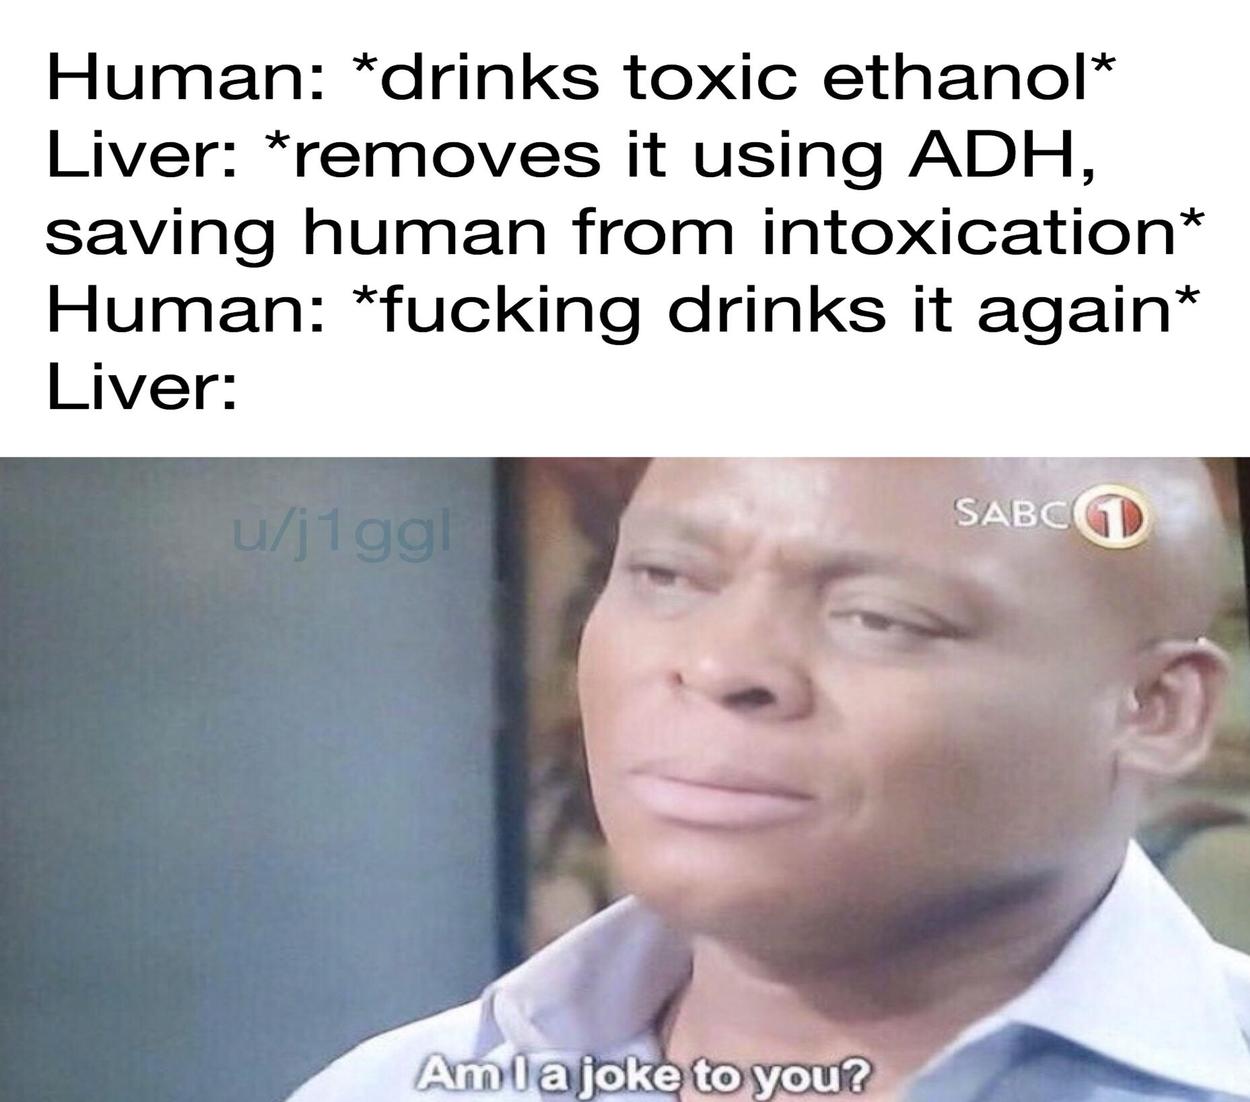 Human: *drinks toxic ethanol*
Liver: *removes it using ADH,
saving human from intoxication*
Human: *fucking drinks it again*
Liver:
u/j1ggl
SABC 1
Am I a joke to you?